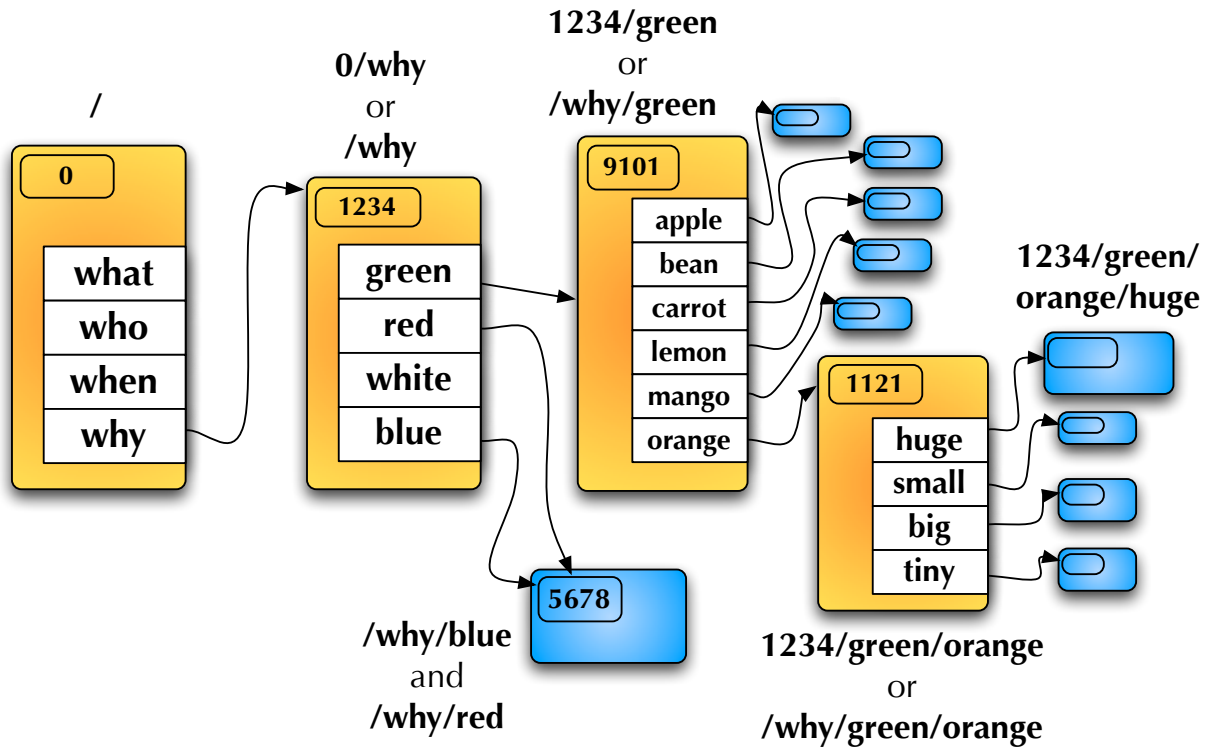 /
0
what
who
when
why
0/why
or
/why
1234
green
red
white
blue
1234/green
or
/why/green
9101
apple
bean
carrot
lemon
mango
orange
5678
/why/blue
and
/why/red
1121
huge
small
big
tiny
1234/green/orange
or
/why/green/orange
1234/green/
orange/huge